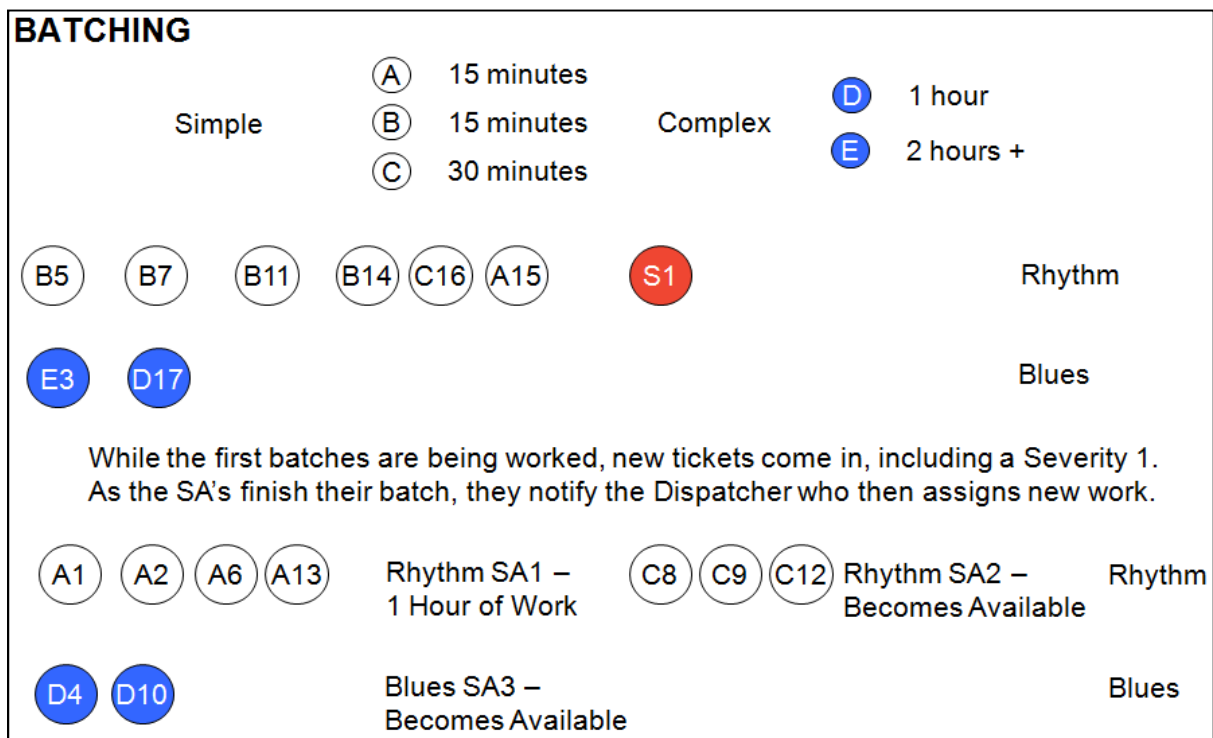 BATCHING
A 15 minutes
Simple B 15 minutes
C 30 minutes
Complex D 1 hour
E 2 hours +
B5 B7 B11 B14 C16 A15 S1 Rhythm
E3 D17 Blues
While the first batches are being worked, new tickets come in, including a Severity 1.
As the SA’s finish their batch, they notify the Dispatcher who then assigns new work.
A1 A2 A6 A13 Rhythm SA1 –
1 Hour of Work
C8 C9 C12 Rhythm SA2 –
Becomes Available
Rhythm
D4 D10 Blues SA3 –
Becomes Available
Blues